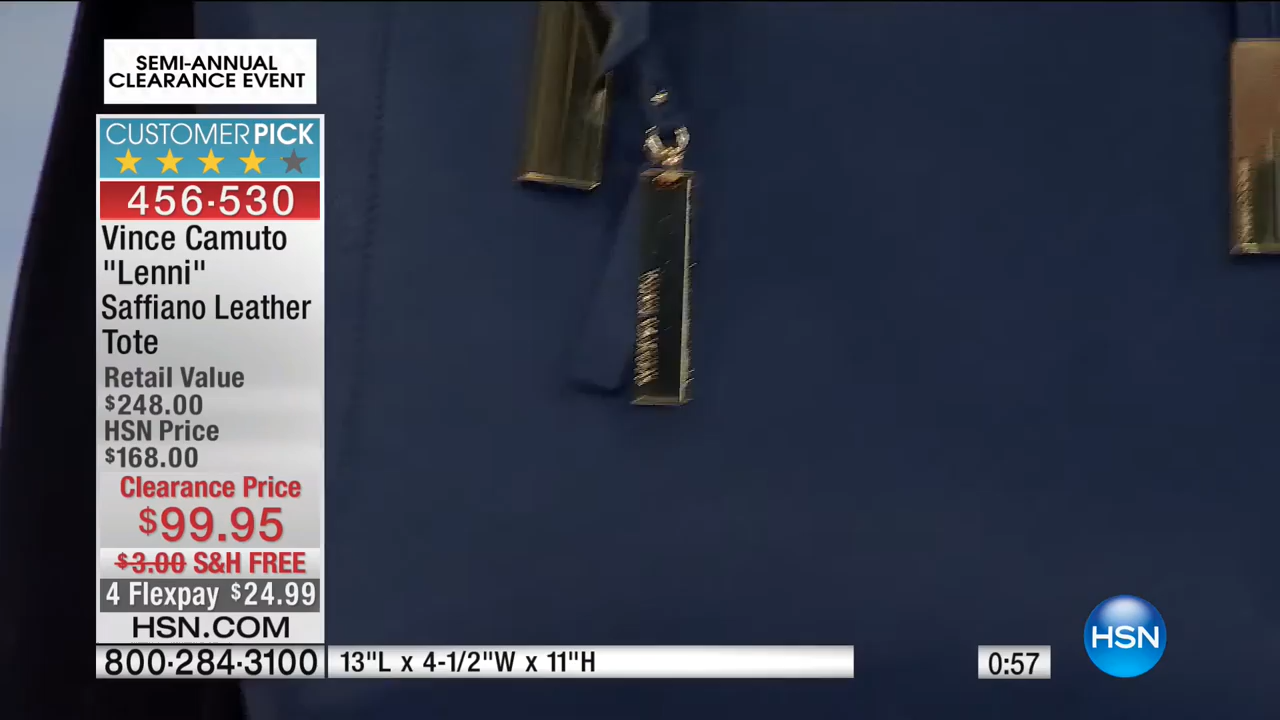 SEMI-ANNUAL
CLEARANCE EVENT
CUSTOMERPICK
456-530
Vince Camuto
"Lenni"
Saffiano Leather
Tote
Retail Value
$248.00
HSN Price
$168.00
Clearance Price
$99.95
$3.00 S&H FREE
4 Flexpay $24.99
HSN.COM
800-284-3100
13"L x 4-1/2"W x 11"H
0:57
HSN